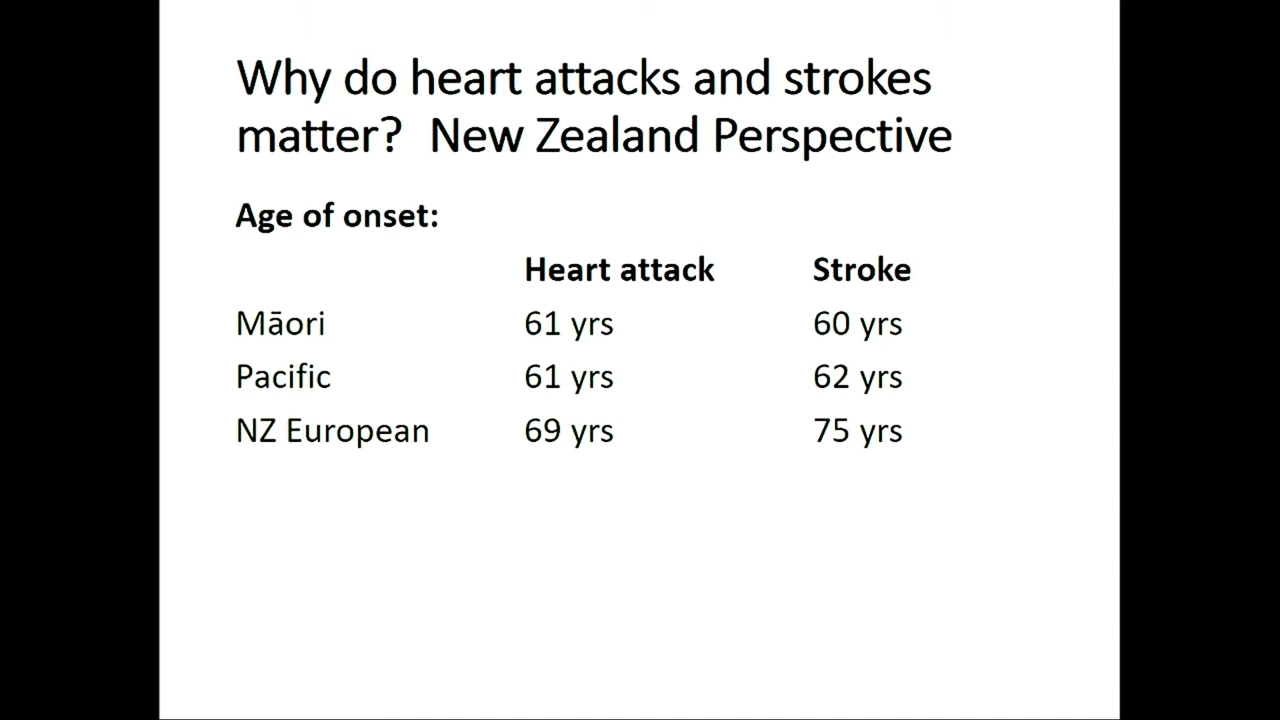 Why do heart attacks and strokes
matter? New Zealand Perspective
Age of onset:
Heart attack Stroke
Māori 61 yrs 60 yrs
Pacific 61 yrs 62 yrs
NZ European 69 yrs 75 yrs